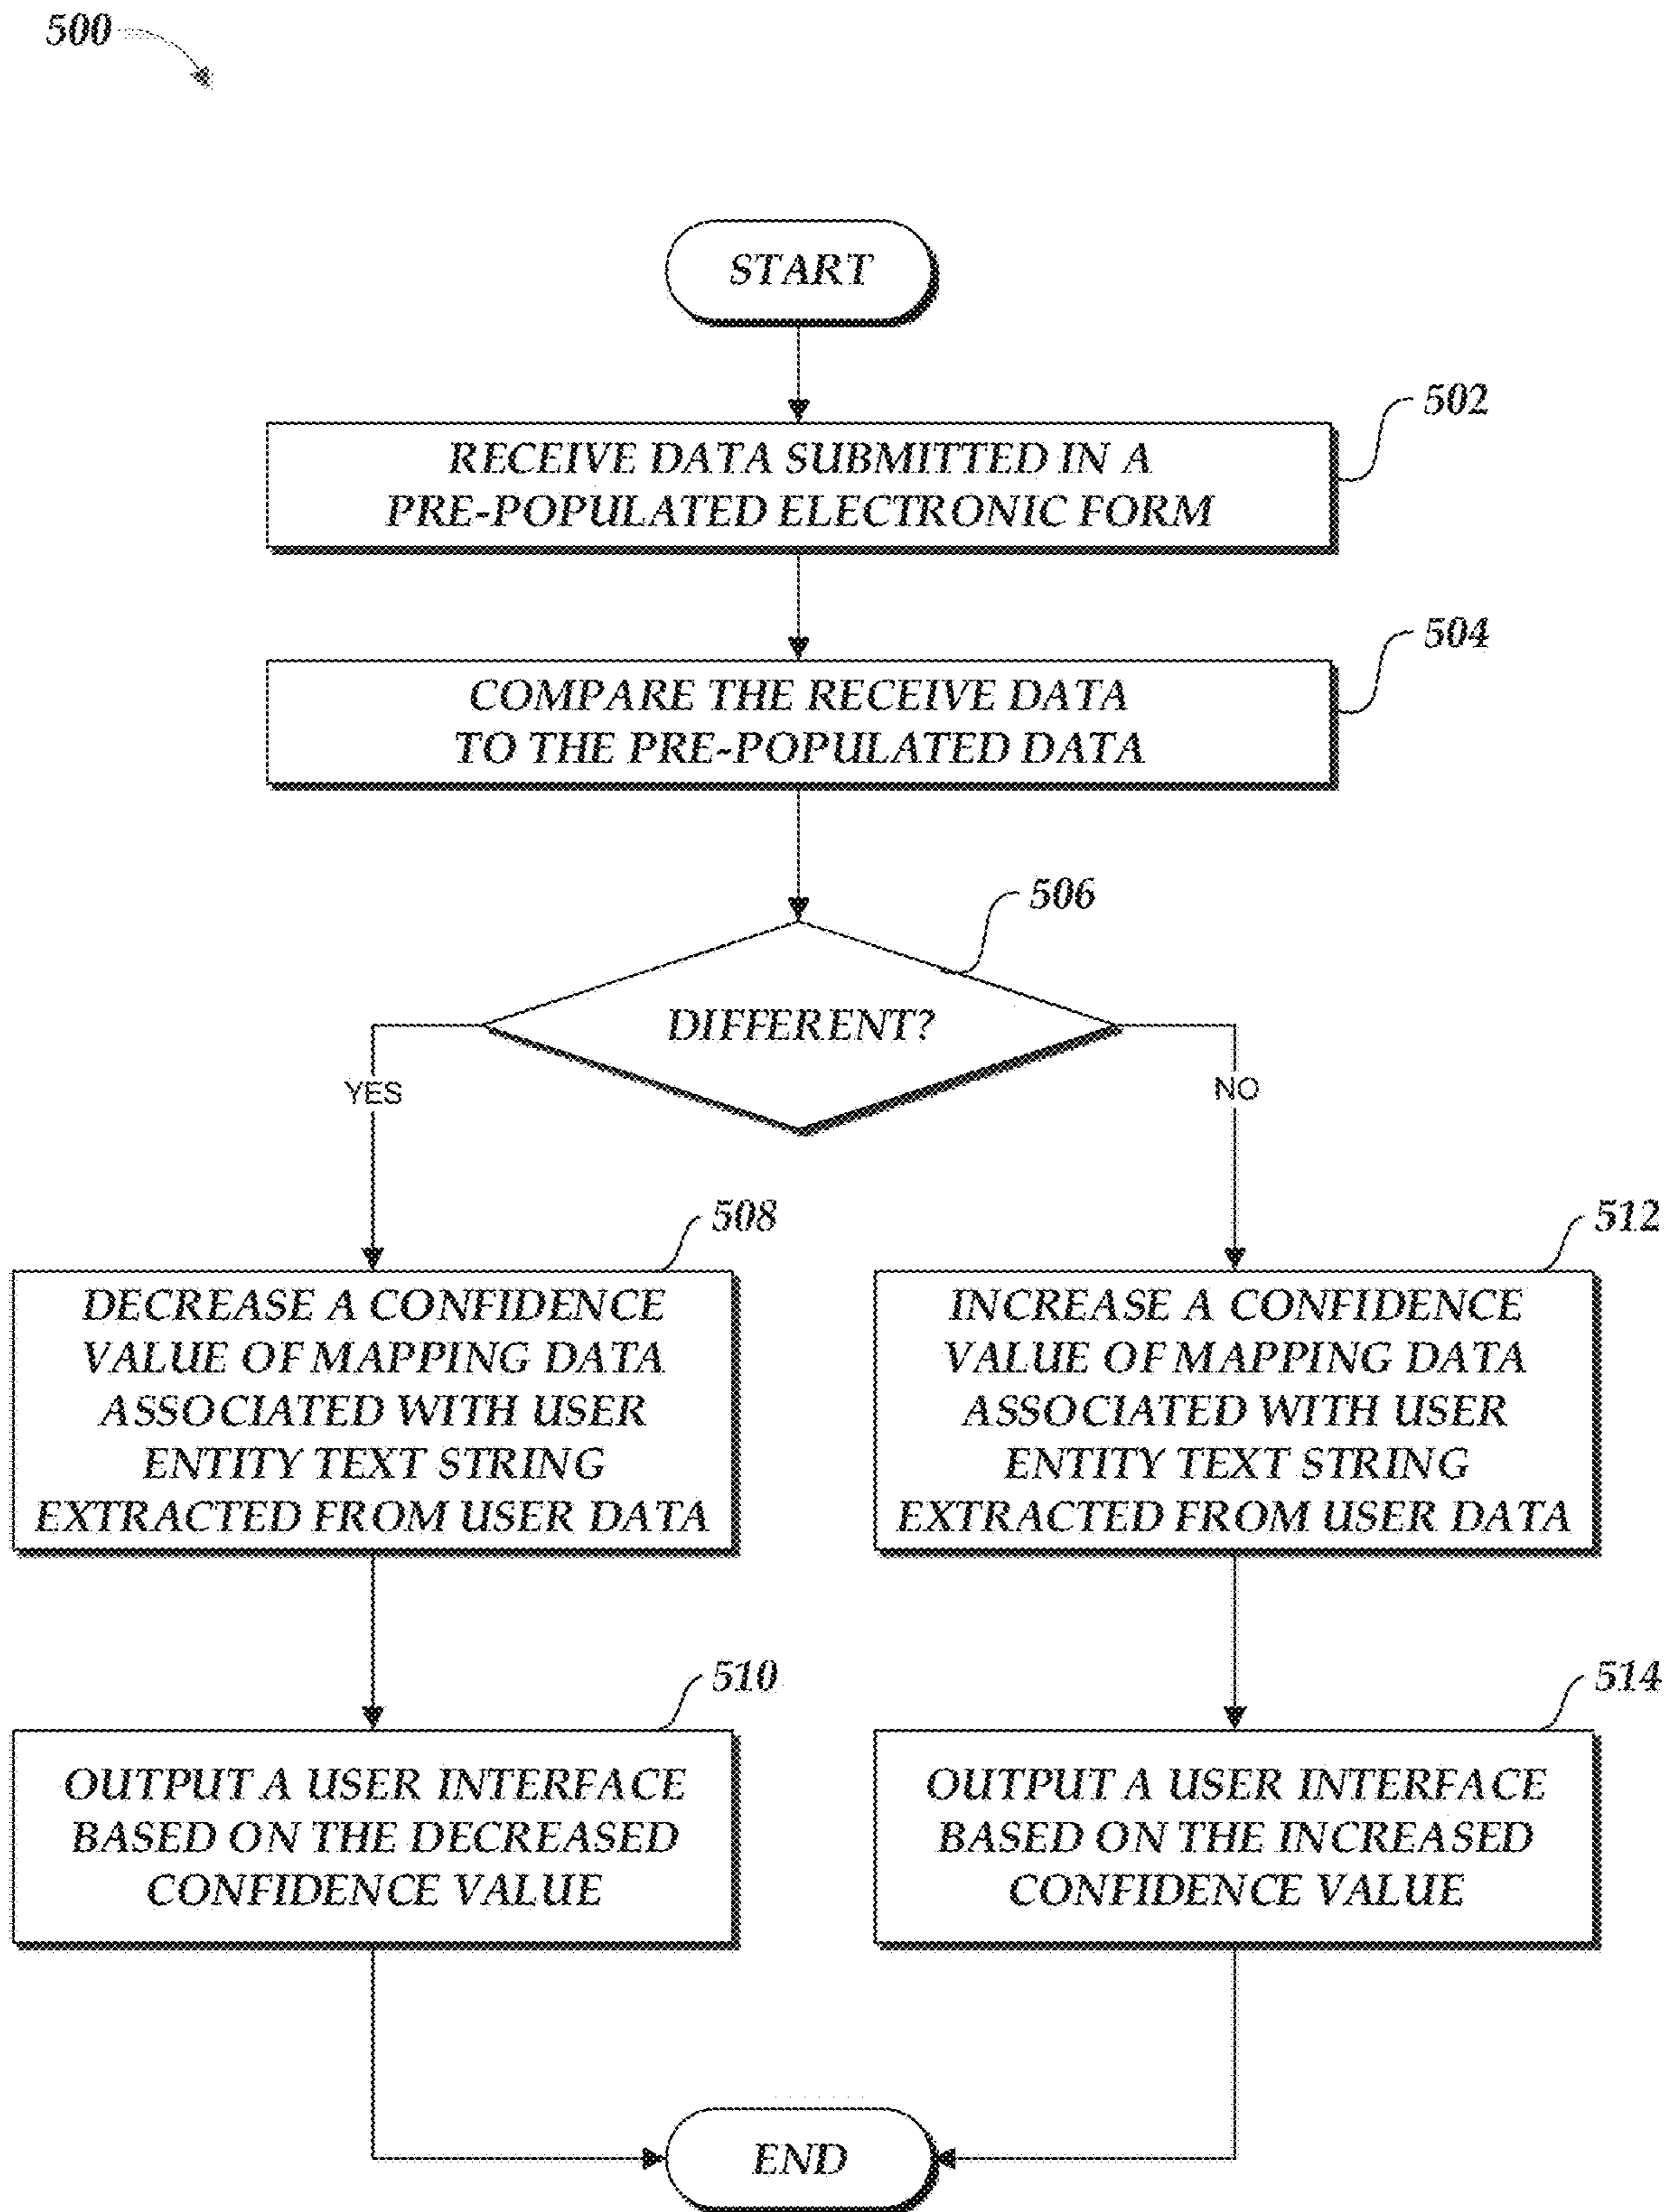 500
START
502
RECEIVE DATA SUBMITTED IN A
PRE-POPULATED ELECTRONIC FORM
504
COMPARE THE RECEIVE DATA
TO THE PRE-POPULATED DATA
506
DIFFERENT?
YES
NO
508
DECREASE A CONFIDENCE
VALUE OF MAPPING DATA
ASSOCIATED WITH USER
ENTITY TEXT STRING
EXTRACTED FROM USER DATA
512
INCREASE A CONFIDENCE
VALUE OF MAPPING DATA
ASSOCIATED WITH USER
ENTITY TEXT STRING
EXTRACTED FROM USER DATA
510
OUTPUT A USER INTERFACE
BASED ON THE DECREASED
CONFIDENCE VALUE
514
OUTPUT A USER INTERFACE
BASED ON THE INCREASED
CONFIDENCE VALUE
END